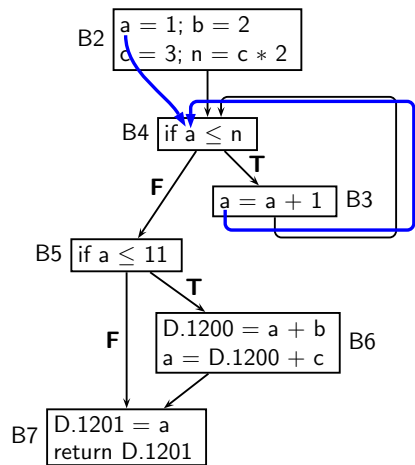 B2
a = 1; b = 2
c = 3; n = c * 2
B4
if a ≤ n
T
F
a = a + 1
B3
B5
if a ≤ 11
T
F
D.1200 = a + b
a = D.1200 + c
B6
B7
D.1201 = a
return D.1201